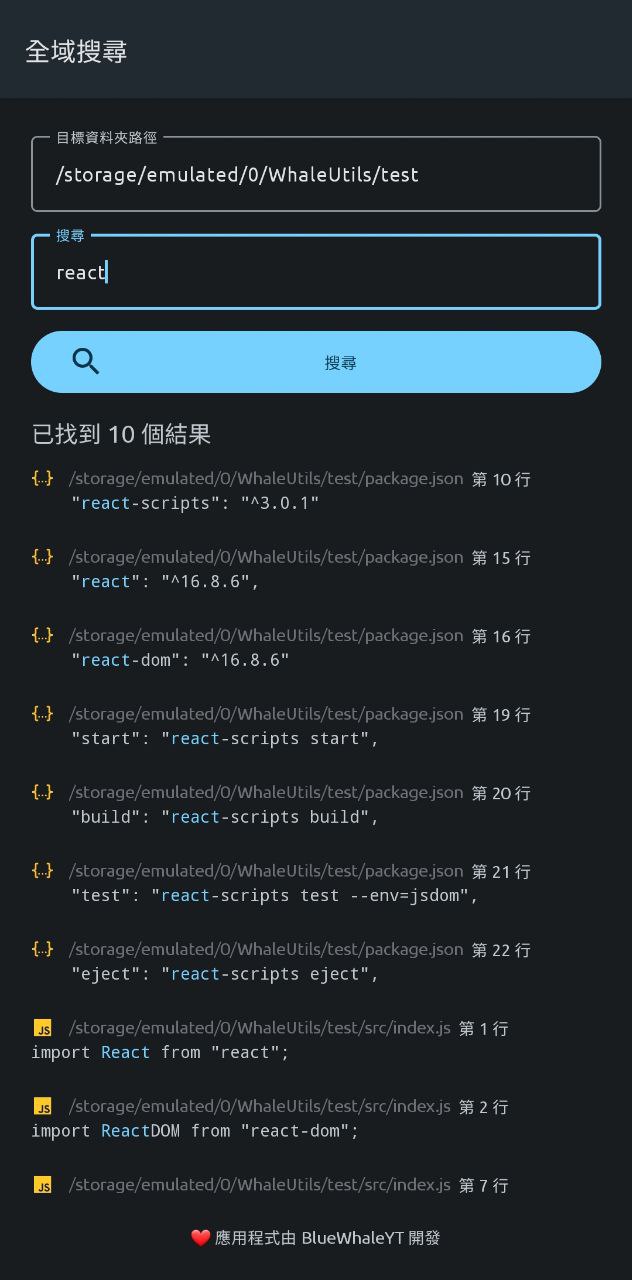 全域搜尋
目標資料夾路徑
/storage/emulated/0/WhaleUtils/test
搜尋
react
搜尋
已找到 10 個結果
{...} /storage/emulated/0/WhaleUtils/test/package.json 第 10 行
"react-scripts": "^3.0.1"
{...} /storage/emulated/0/WhaleUtils/test/package.json 第 15 行
"react": "^16.8.6",
{...} /storage/emulated/0/WhaleUtils/test/package.json 第 16 行
"react-dom": "^16.8.6"
{...} /storage/emulated/0/WhaleUtils/test/package.json 第 19 行
"start": "react-scripts start",
{...} /storage/emulated/0/WhaleUtils/test/package.json 第 20 行
"build": "react-scripts build",
{...} /storage/emulated/0/WhaleUtils/test/package.json 第 21 行
"test": "react-scripts test --env=jsdom",
{...} /storage/emulated/0/WhaleUtils/test/package.json 第 22 行
"eject": "react-scripts eject",
JS /storage/emulated/0/WhaleUtils/test/src/index.js 第 1 行
import React from "react";
JS /storage/emulated/0/WhaleUtils/test/src/index.js 第 2 行
import ReactDOM from "react-dom";
JS /storage/emulated/0/WhaleUtils/test/src/index.js 第 7 行
❤️ 應用程式由 BlueWhaleYT 開發